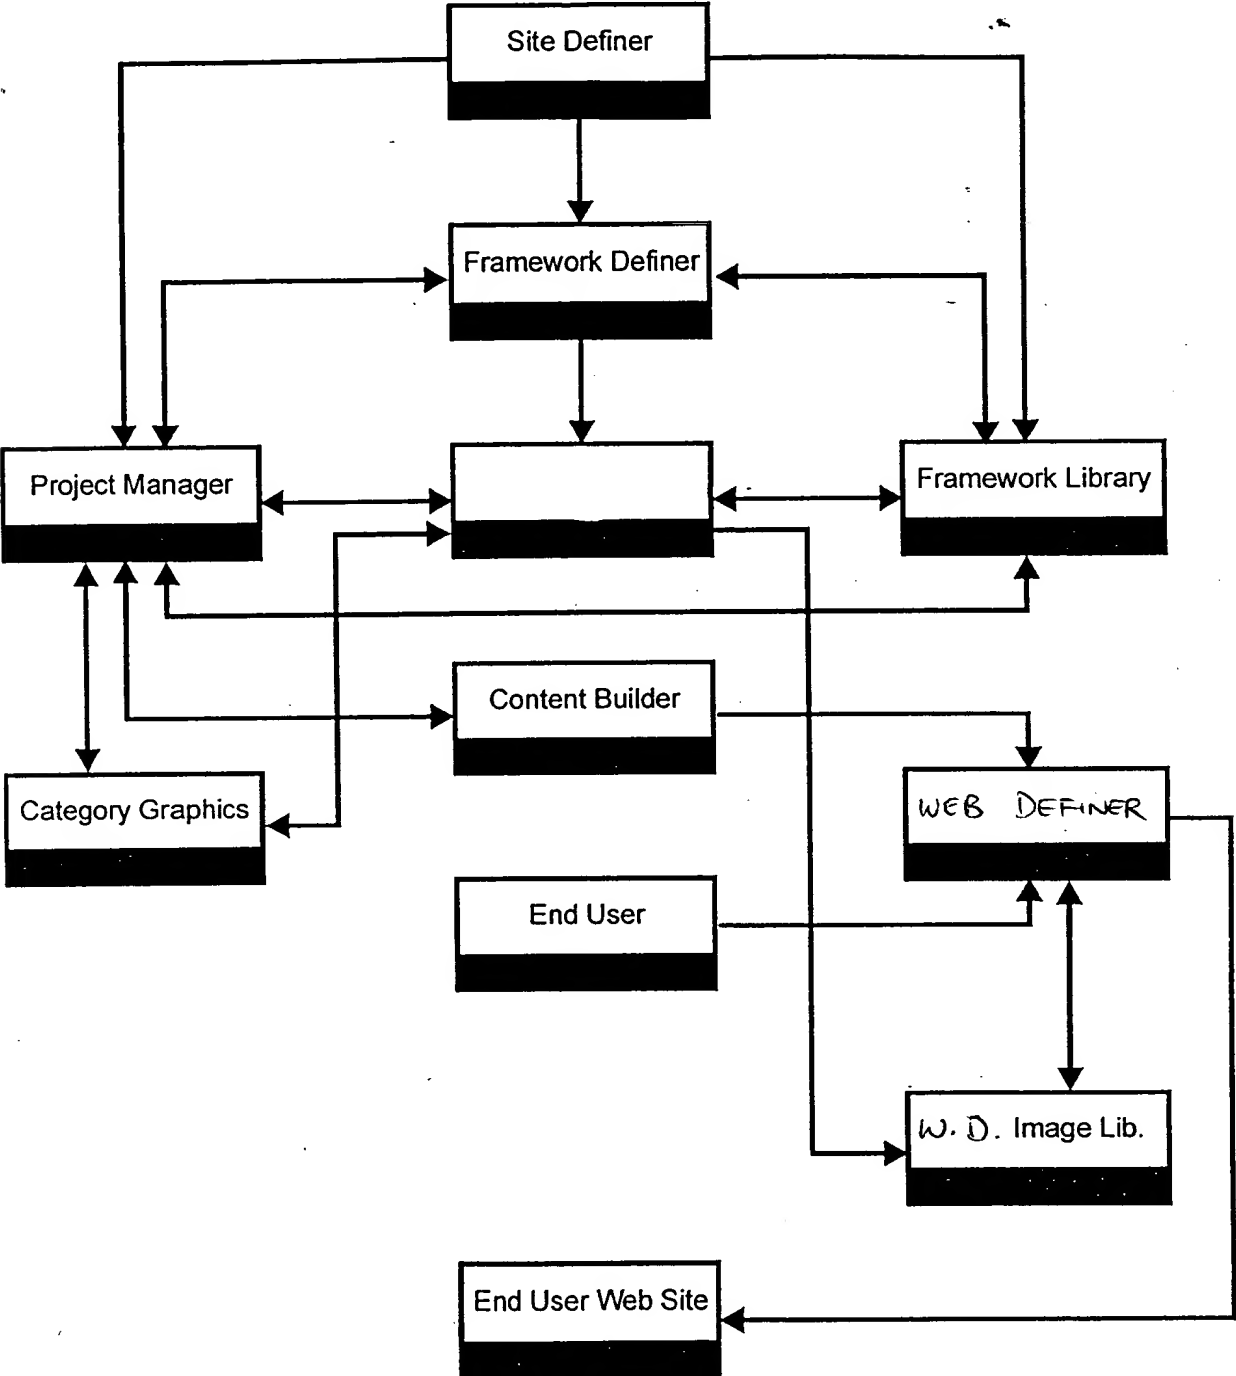 Site Definer
Framework Definer
Project Manager
Framework Library
Content Builder
Category Graphics
WEB DEFINER
End User
W.D. Image Lib.
End User Web Site